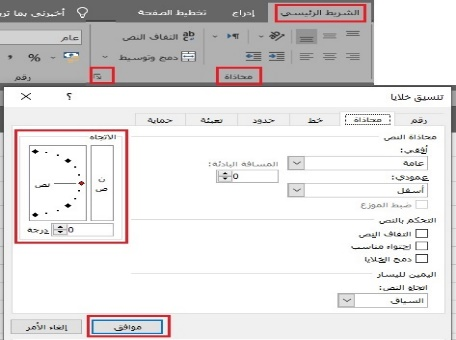 الشريط الرئيسي إدراج تخطيط الصفحة أخبرني بما تر
التفاف النص عام
دمج وتوسيط %
محاذاة رقم
تنسيق خلايا ? ×
رقم محاذاة خط حدود تعبئة حماية
محاذاة النص الاتجاه
أفقي:
عامة المسافة البادئة:
عمودي: 0
أسفل
ضبط الموزع
ن
ص
نص
0 درجة
التحكم بالنص
التفاف النص
احتواء مناسب
دمج الخلايا
اليمين لليسار
اتجاه النص:
السياق
موافق إلغاء الأمر